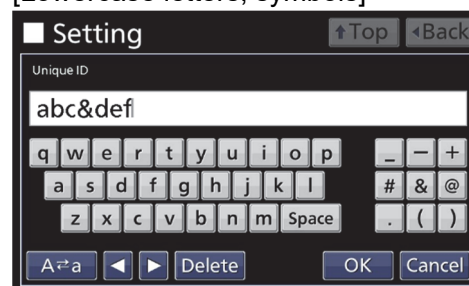 [Lowercase letters, symbols]
Setting
Top
Back
Unique ID
abc&def
q w e r t y u i o p _ − +
a s d f g h j k l # & @
z x c v b n m Space . ( )
A⇄a ◀ ▶ Delete OK Cancel